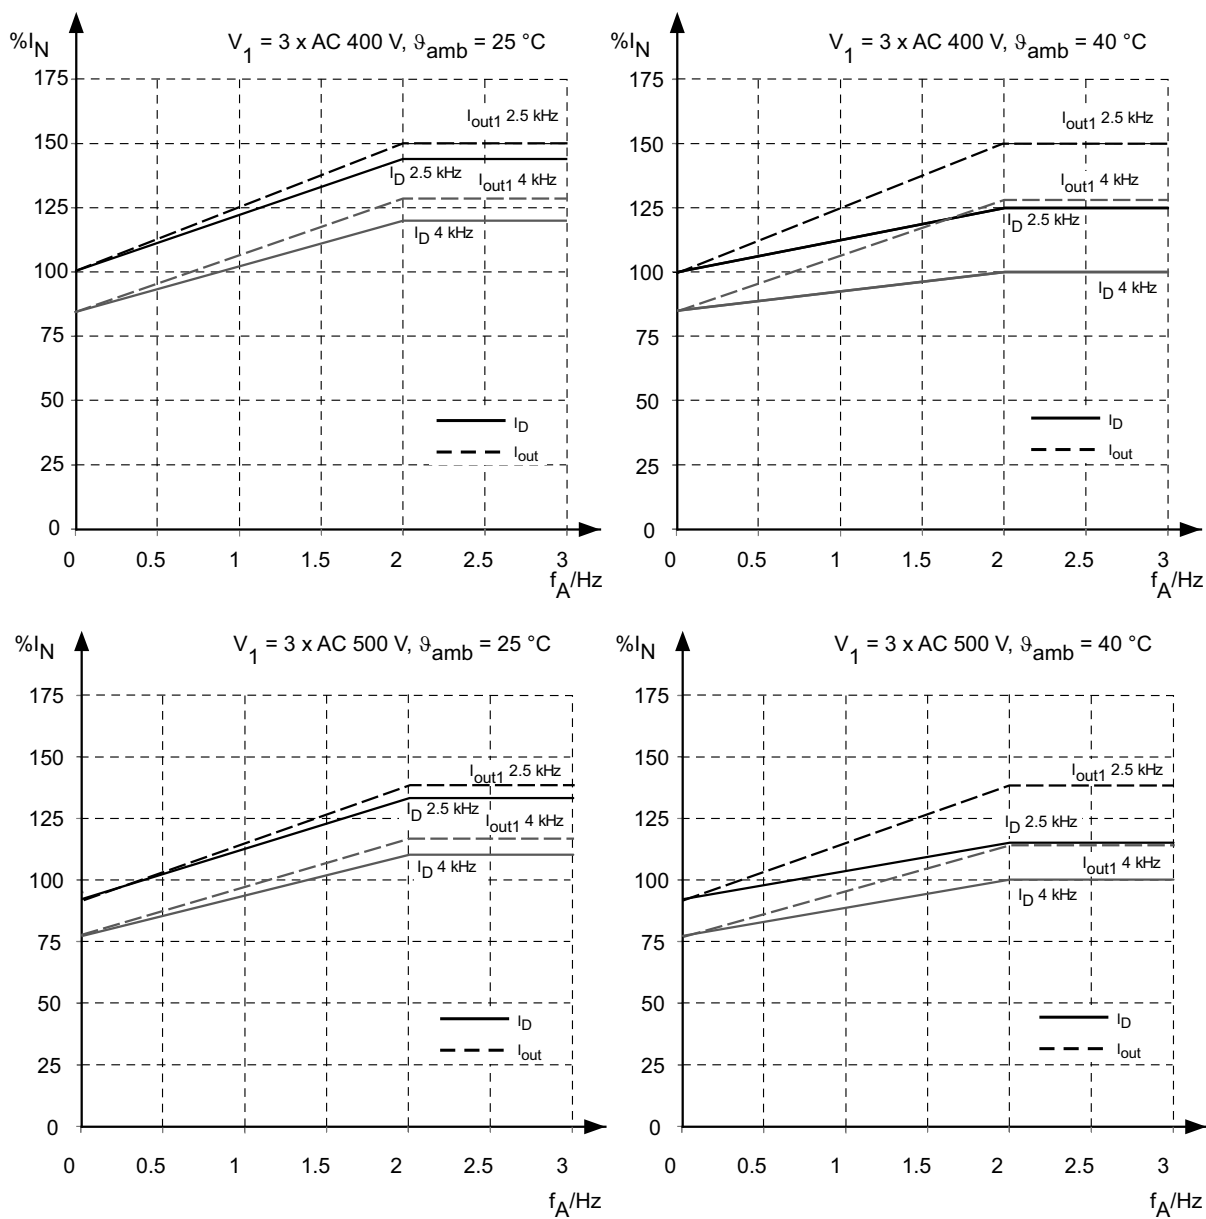 %I_N
V_1 = 3 x AC 400 V, ϑ_amb = 25 °C
175
150
125
100
75
50
25
0
I_out1 2.5 kHz
I_D 2.5 kHz
I_out1 4 kHz
I_D 4 kHz
I_D
I_out
0 0.5 1 1.5 2 2.5 3
f_A/Hz
%I_N
V_1 = 3 x AC 400 V, ϑ_amb = 40 °C
175
150
125
100
75
50
25
0
I_out1 2.5 kHz
I_out1 4 kHz
I_D 2.5 kHz
I_D 4 kHz
I_D
I_out
0 0.5 1 1.5 2 2.5 3
f_A/Hz
%I_N
V_1 = 3 x AC 500 V, ϑ_amb = 25 °C
175
150
125
100
75
50
25
0
I_out1 2.5 kHz
I_D 2.5 kHz
I_out1 4 kHz
I_D 4 kHz
I_D
I_out
0 0.5 1 1.5 2 2.5 3
f_A/Hz
%I_N
V_1 = 3 x AC 500 V, ϑ_amb = 40 °C
175
150
125
100
75
50
25
0
I_out1 2.5 kHz
I_D 2.5 kHz
I_out1 4 kHz
I_D 4 kHz
I_D
I_out
0 0.5 1 1.5 2 2.5 3
f_A/Hz